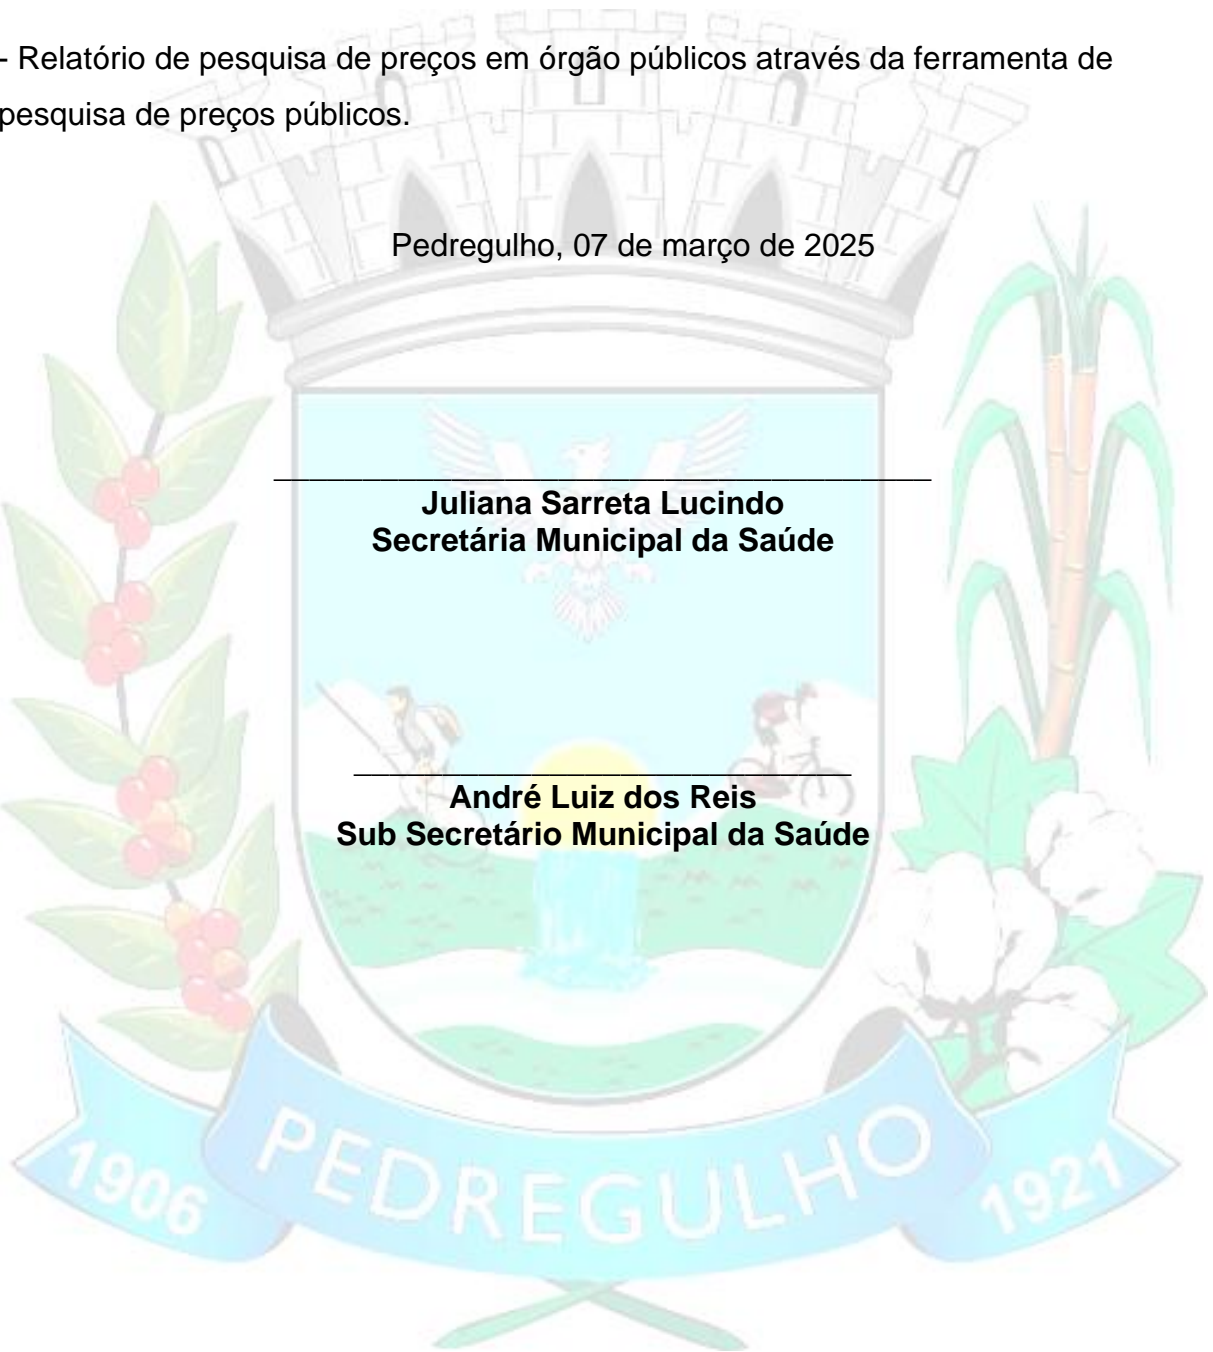 - Relatório de pesquisa de preços em órgão públicos através da ferramenta de
pesquisa de preços públicos.
Pedregulho, 07 de março de 2025
Juliana Sarreta Lucindo
Secretária Municipal da Saúde
André Luiz dos Reis
Sub Secretário Municipal da Saúde
1906 PEDREGULHO 1921